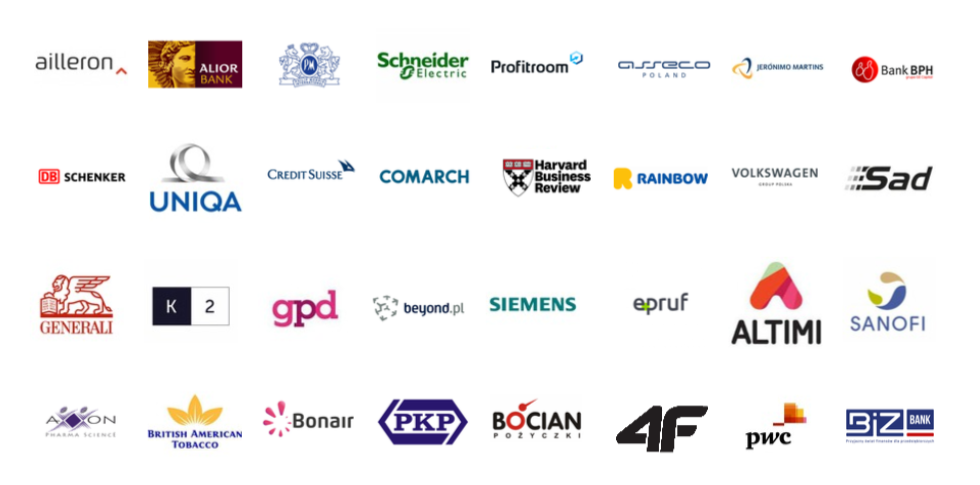 ailleron
ALIOR
BANK
PM
Schneider
Electric
Profitroom
asseco
POLAND
JERÓNIMO MARTINS
Bank BPH
DB SCHENKER
UNIQA
CREDIT SUISSE
COMARCH
Harvard
Business
Review
RAINBOW
VOLKSWAGEN
GROUP POLSKA
Sad
GENERALI
K 2
gpd
beyond.pl
SIEMENS
epruf
ALTIMI
SANOFI
AXXON
PHARMA SCIENCE
BRITISH AMERICAN
TOBACCO
Bonair
PKP
BOCIAN
POŻYCZKI
4F
pwc
BIZ BANK